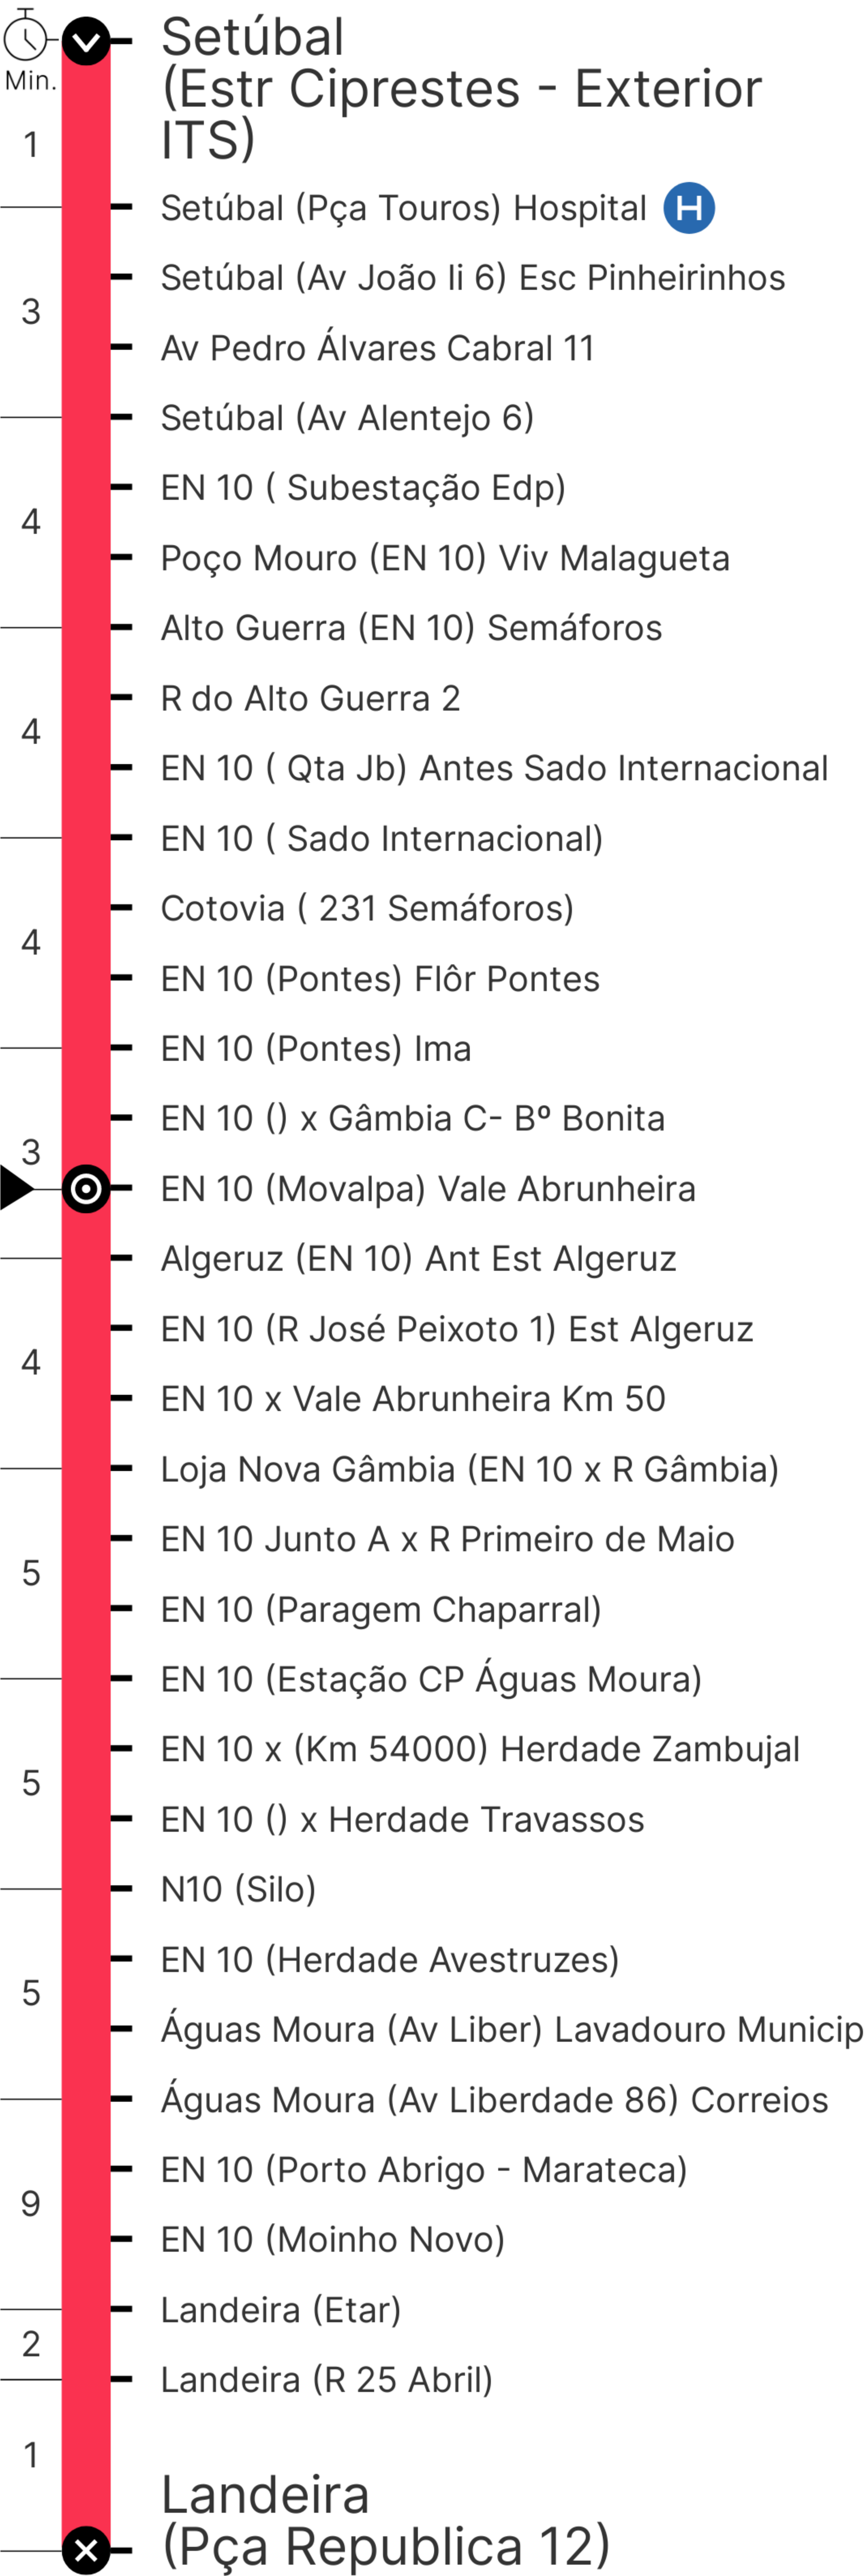 Setúbal
(Estr Ciprestes - Exterior
ITS)
Min.
1
Setúbal (Pça Touros) Hospital H
Setúbal (Av João Ii 6) Esc Pinheirinhos
3
Av Pedro Álvares Cabral 11
Setúbal (Av Alentejo 6)
EN 10 ( Subestação Edp)
4
Poço Mouro (EN 10) Viv Malagueta
Alto Guerra (EN 10) Semáforos
R do Alto Guerra 2
4
EN 10 ( Qta Jb) Antes Sado Internacional
EN 10 ( Sado Internacional)
Cotovia ( 231 Semáforos)
4
EN 10 (Pontes) Flôr Pontes
EN 10 (Pontes) Ima
EN 10 () x Gâmbia C- Bº Bonita
3
EN 10 (Movalpa) Vale Abrunheira
Algeruz (EN 10) Ant Est Algeruz
EN 10 (R José Peixoto 1) Est Algeruz
4
EN 10 x Vale Abrunheira Km 50
Loja Nova Gâmbia (EN 10 x R Gâmbia)
EN 10 Junto A x R Primeiro de Maio
5
EN 10 (Paragem Chaparral)
EN 10 (Estação CP Águas Moura)
EN 10 x (Km 54000) Herdade Zambujal
5
EN 10 () x Herdade Travassos
N10 (Silo)
EN 10 (Herdade Avestruzes)
5
Águas Moura (Av Liber) Lavadouro Municip
Águas Moura (Av Liberdade 86) Correios
EN 10 (Porto Abrigo - Marateca)
9
EN 10 (Moinho Novo)
Landeira (Etar)
2
Landeira (R 25 Abril)
1
Landeira
(Pça Republica 12)